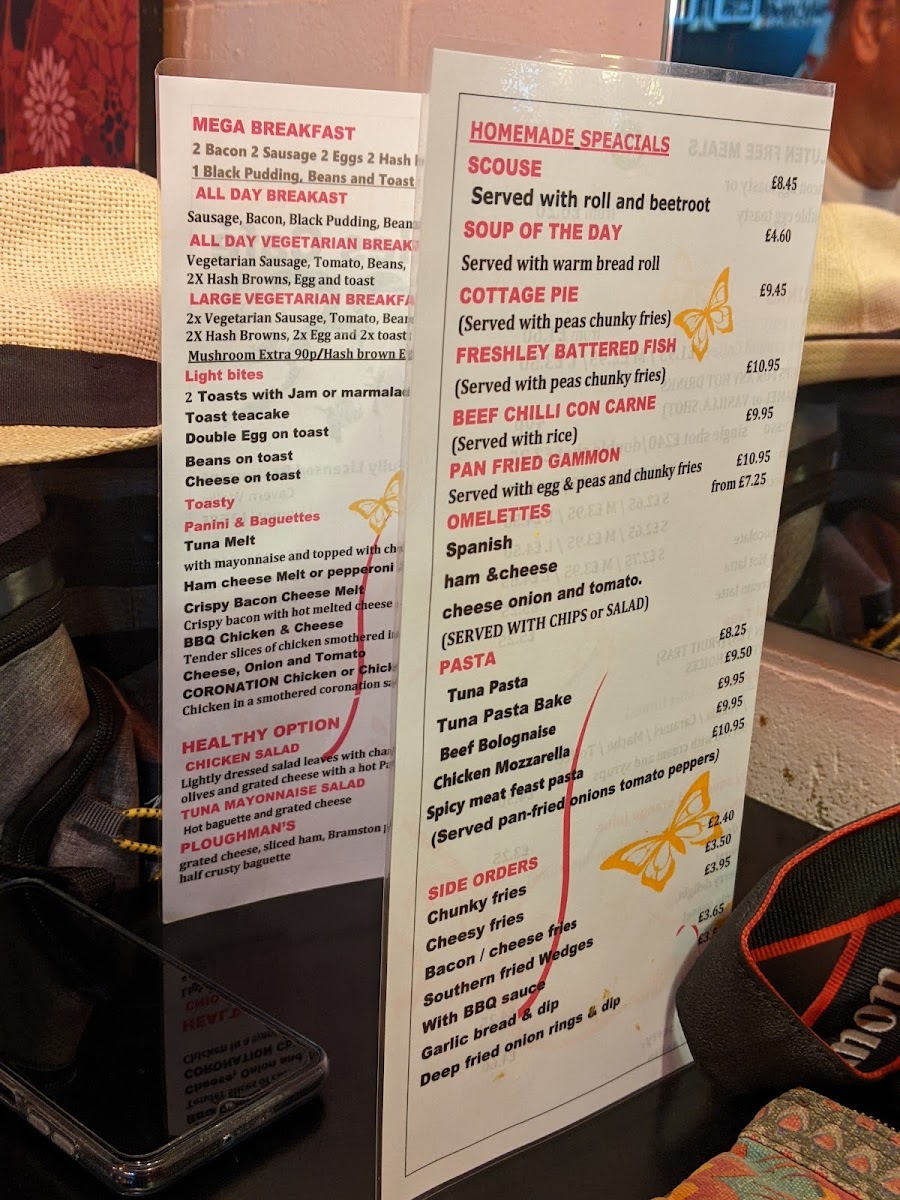 MEGA BREAKFAST
2 Bacon 2 Sausage 2 Eggs 2 Hash
1 Black Pudding, Beans and Toast
ALL DAY BREAKAST
Sausage, Bacon, Black Pudding, Bean
ALL DAY VEGETARIAN BREAK
Vegetarian Sausage, Tomato, Beans,
2X Hash Browns, Egg and toast
LARGE VEGETARIAN BREAKFA
2x Vegetarian Sausage, Tomato, Bean
2X Hash Browns, 2x Egg and 2x toast
Mushroom Extra 90p/Hash brown E
Light bites
2 Toasts with Jam or marmalad
Toast teacake
Double Egg on toast
Beans on toast
Cheese on toast
Toasty
Panini & Baguettes
Tuna Melt
with mayonnaise and topped with ch
Ham cheese Melt or pepperoni
Crispy Bacon Cheese Melt
Crispy bacon with hot melted cheese
BBQ Chicken & Cheese
Tender slices of chicken smothered i
Cheese, Onion and Tomato
CORONATION Chicken or Chick
Chicken in a smothered coronation sa
HEALTHY OPTION
CHICKEN SALAD
Lightly dressed salad leaves with char
olives and grated cheese with a hot Pa
TUNA MAYONNAISE SALAD
Hot baguette and grated cheese
PLOUGHMAN'S
grated cheese, sliced ham, Bramston p
half crusty baguette
HOMEMADE SPEACIALS
SCOUSE £8.45
Served with roll and beetroot
SOUP OF THE DAY £4.60
Served with warm bread roll
COTTAGE PIE £9.45
(Served with peas chunky fries)
FRESHLEY BATTERED FISH £10.95
(Served with peas chunky fries)
BEEF CHILLI CON CARNE £9.95
(Served with rice)
PAN FRIED GAMMON £10.95
Served with egg & peas and chunky fries
OMELETTES from £7.25
Spanish
ham &cheese
cheese onion and tomato.
(SERVED WITH CHIPS or SALAD)
PASTA
Tuna Pasta £8.25
Tuna Pasta Bake £9.50
Beef Bolognaise £9.95
Chicken Mozzarella £9.95
Spicy meat feast pasta £10.95
(Served pan-fried onions tomato peppers)
SIDE ORDERS
Chunky fries £2.40
Cheesy fries £3.50
Bacon / cheese fries £3.95
Southern fried Wedges
With BBQ sauce £3.65
Garlic bread & dip
Deep fried onion rings & dip